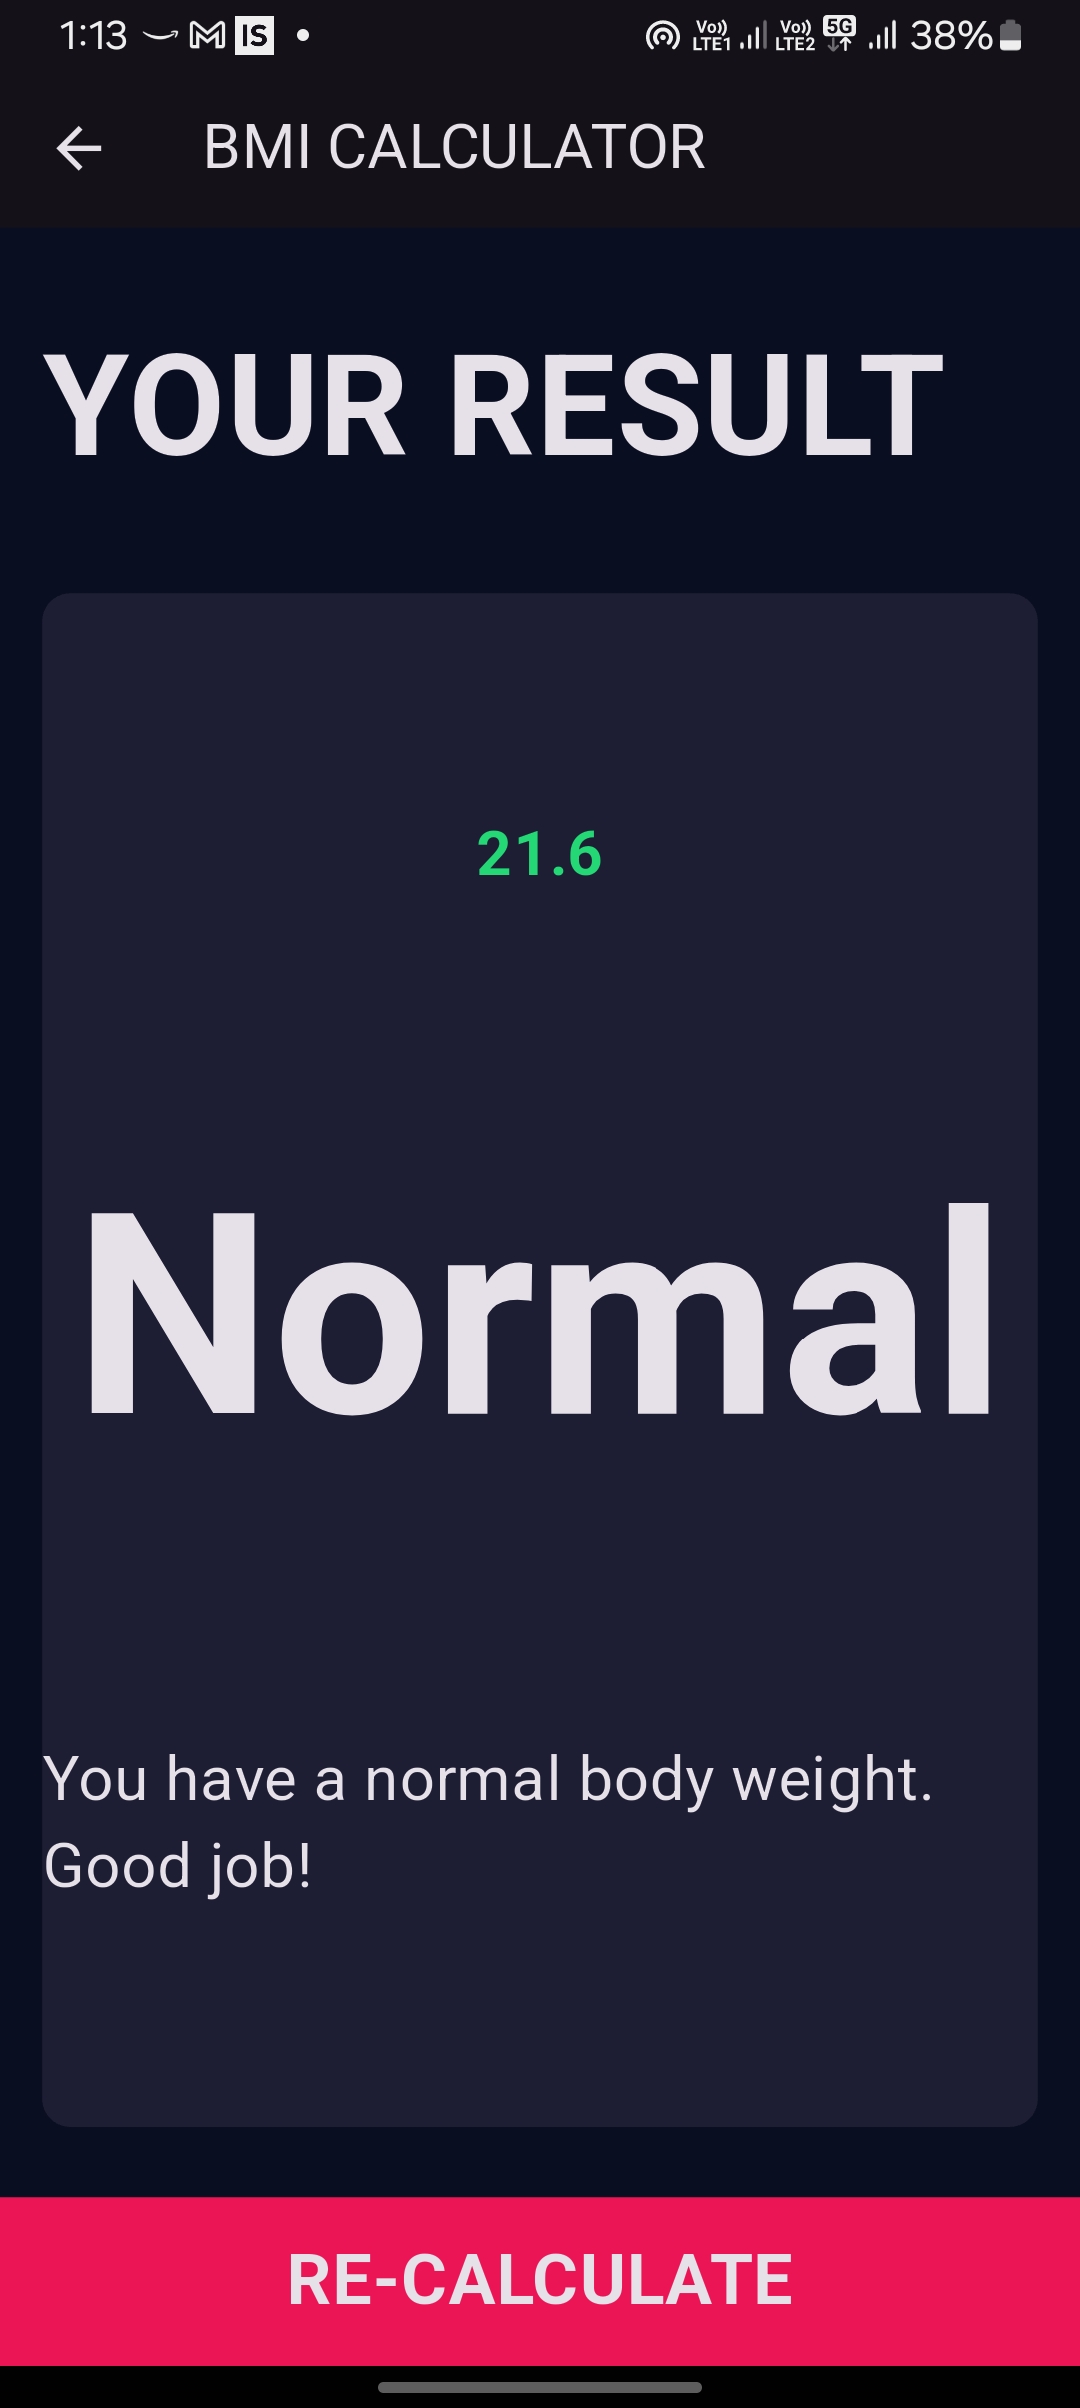 1:13 IS Vo)) LTE1 Vo)) LTE2 5G 38%
BMI CALCULATOR
YOUR RESULT
21.6
Normal
You have a normal body weight.
Good job!
RE-CALCULATE